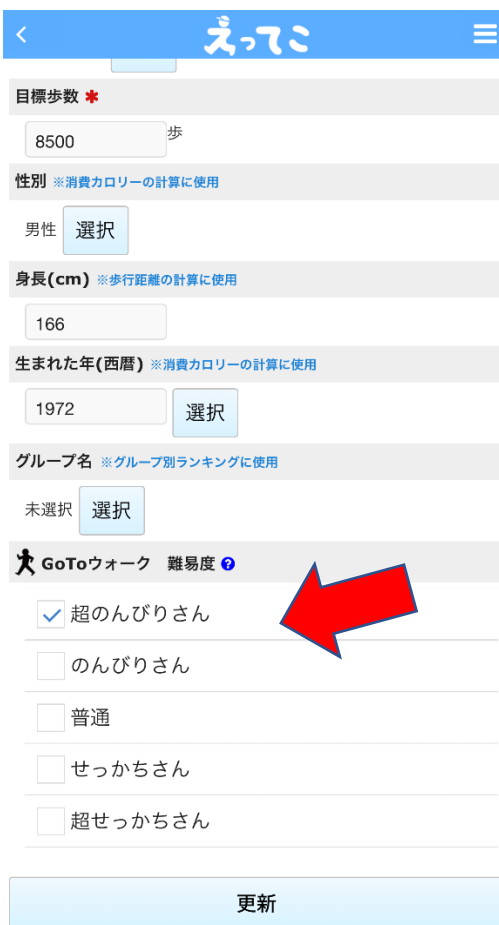 えってこ
目標歩数 ✱
8500 歩
性別 ※消費カロリーの計算に使用
男性 選択
身長(cm) ※歩行距離の計算に使用
166
生まれた年(西暦) ※消費カロリーの計算に使用
1972 選択
グループ名 ※グループ別ランキングに使用
未選択 選択
GoToウォーク 難易度 ?
超のんびりさん
のんびりさん
普通
せっかちさん
超せっかちさん
更新